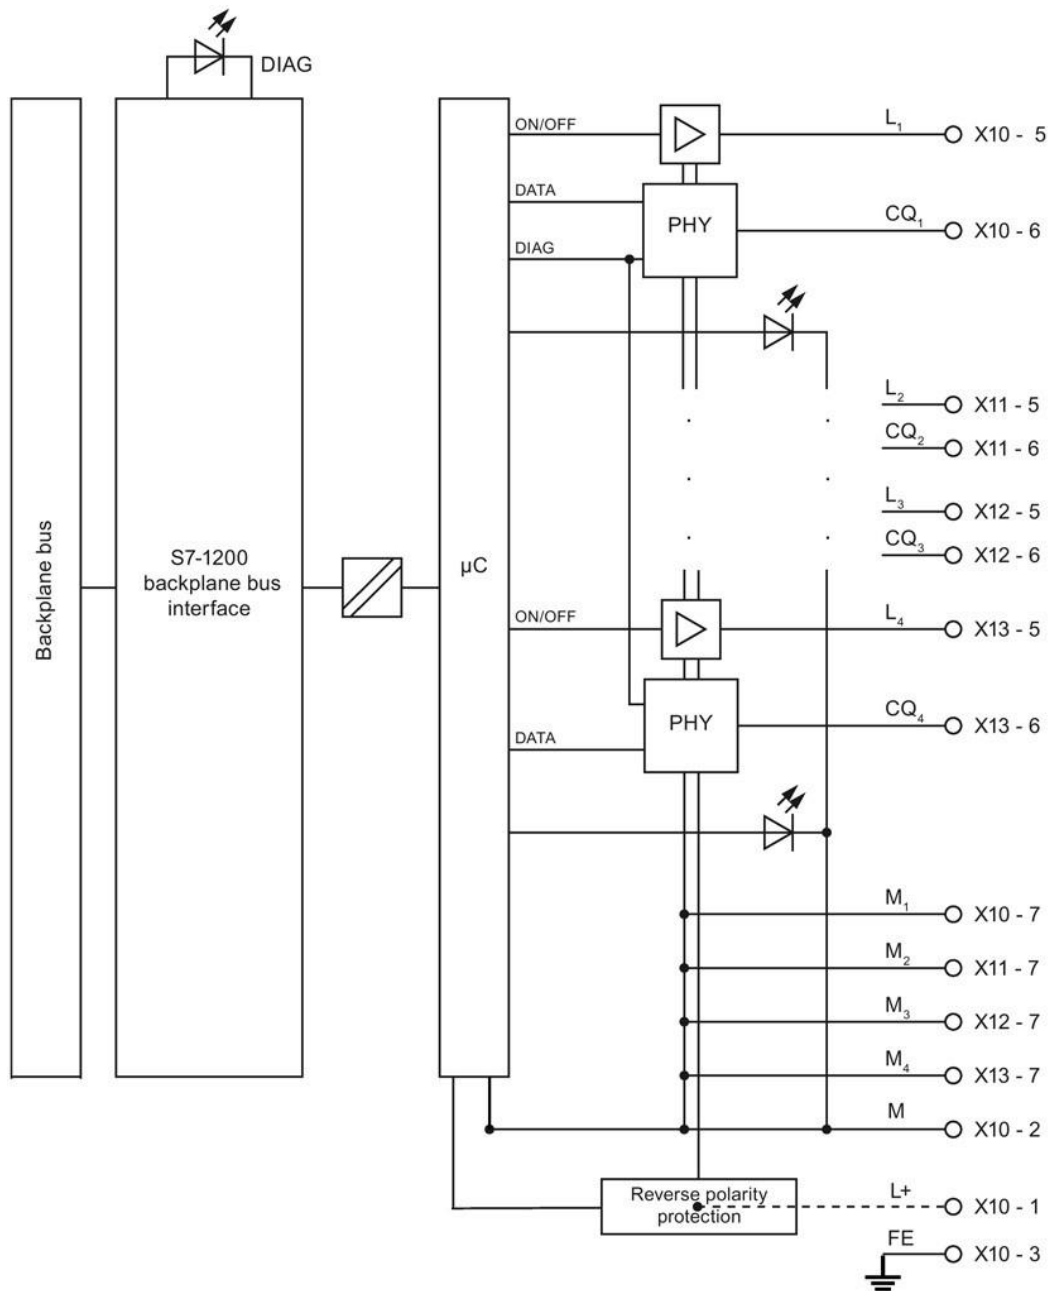 DIAG
ON/OFF
L₁
X10 - 5
DATA
PHY
CQ₁
X10 - 6
DIAG
L₂
X11 - 5
CQ₂
X11 - 6
L₃
X12 - 5
CQ₃
X12 - 6
Backplane bus
S7-1200
backplane bus
interface
µC
ON/OFF
L₄
X13 - 5
PHY
CQ₄
X13 - 6
DATA
M₁
X10 - 7
M₂
X11 - 7
M₃
X12 - 7
M₄
X13 - 7
M
X10 - 2
Reverse polarity
protection
L+
X10 - 1
FE
X10 - 3